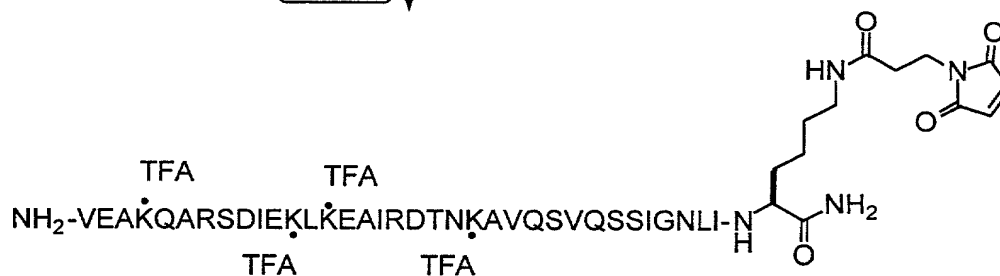 O
O
HN
N
O
TFA
TFA
NH2-VEAKQARSDIEKLKEAIRDTNKAVQSVQSSIGNLI-N
H
NH2
O
TFA
TFA